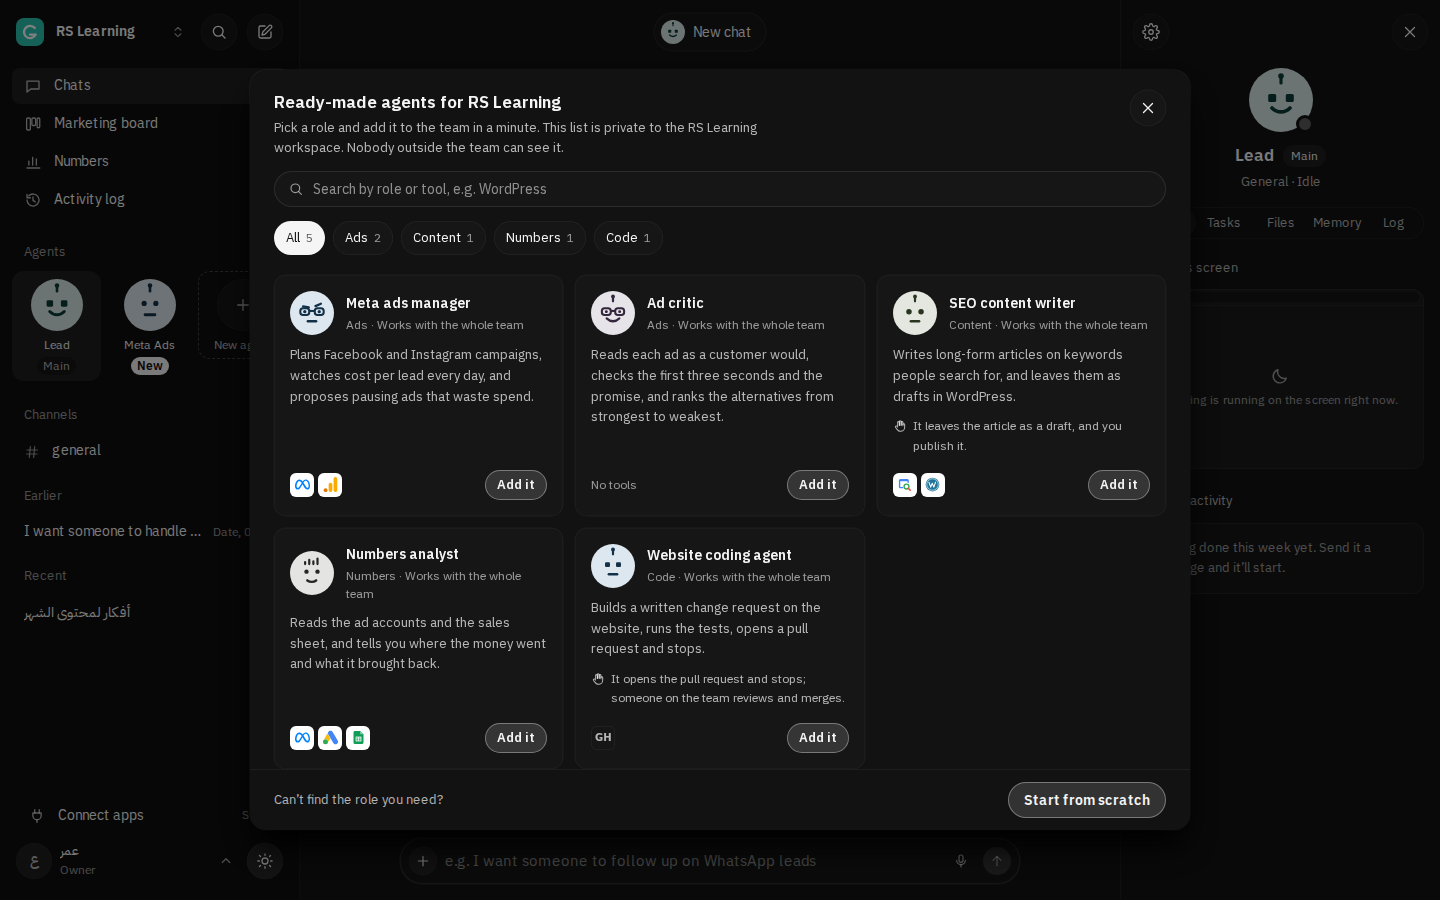 RS Learning
Chats
Marketing board
Numbers
Activity log
Agents
Lead
Main
Meta Ads
New
New
Channels
general
Earlier
I want someone to handle ...
Date,
Recent
أفكار لمحتوى الشهر
Connect apps
ع
عمر
Owner
New chat
Ready-made agents for RS Learning
Pick a role and add it to the team in a minute. This list is private to the RS Learning
workspace. Nobody outside the team can see it.
Search by role or tool, e.g. WordPress
All 5
Ads 2
Content 1
Numbers 1
Code 1
Meta ads manager
Ads · Works with the whole team
Plans Facebook and Instagram campaigns,
watches cost per lead every day, and
proposes pausing ads that waste spend.
Add it
Ad critic
Ads · Works with the whole team
Reads each ad as a customer would,
checks the first three seconds and the
promise, and ranks the alternatives from
strongest to weakest.
No tools
Add it
SEO content writer
Content · Works with the whole team
Writes long-form articles on keywords
people search for, and leaves them as
drafts in WordPress.
It leaves the article as a draft, and you
publish it.
Add it
Numbers analyst
Numbers · Works with the whole
team
Reads the ad accounts and the sales
sheet, and tells you where the money went
and what it brought back.
Add it
Website coding agent
Code · Works with the whole team
Builds a written change request on the
website, runs the tests, opens a pull
request and stops.
It opens the pull request and stops;
someone on the team reviews and merges.
GH
Add it
Can't find the role you need?
Start from scratch
e.g. I want someone to follow up on WhatsApp leads
Lead
Main
General · Idle
Tasks
Files
Memory
Log
screen
is running on the screen right now.
activity
done this week yet. Send it a
and it'll start.